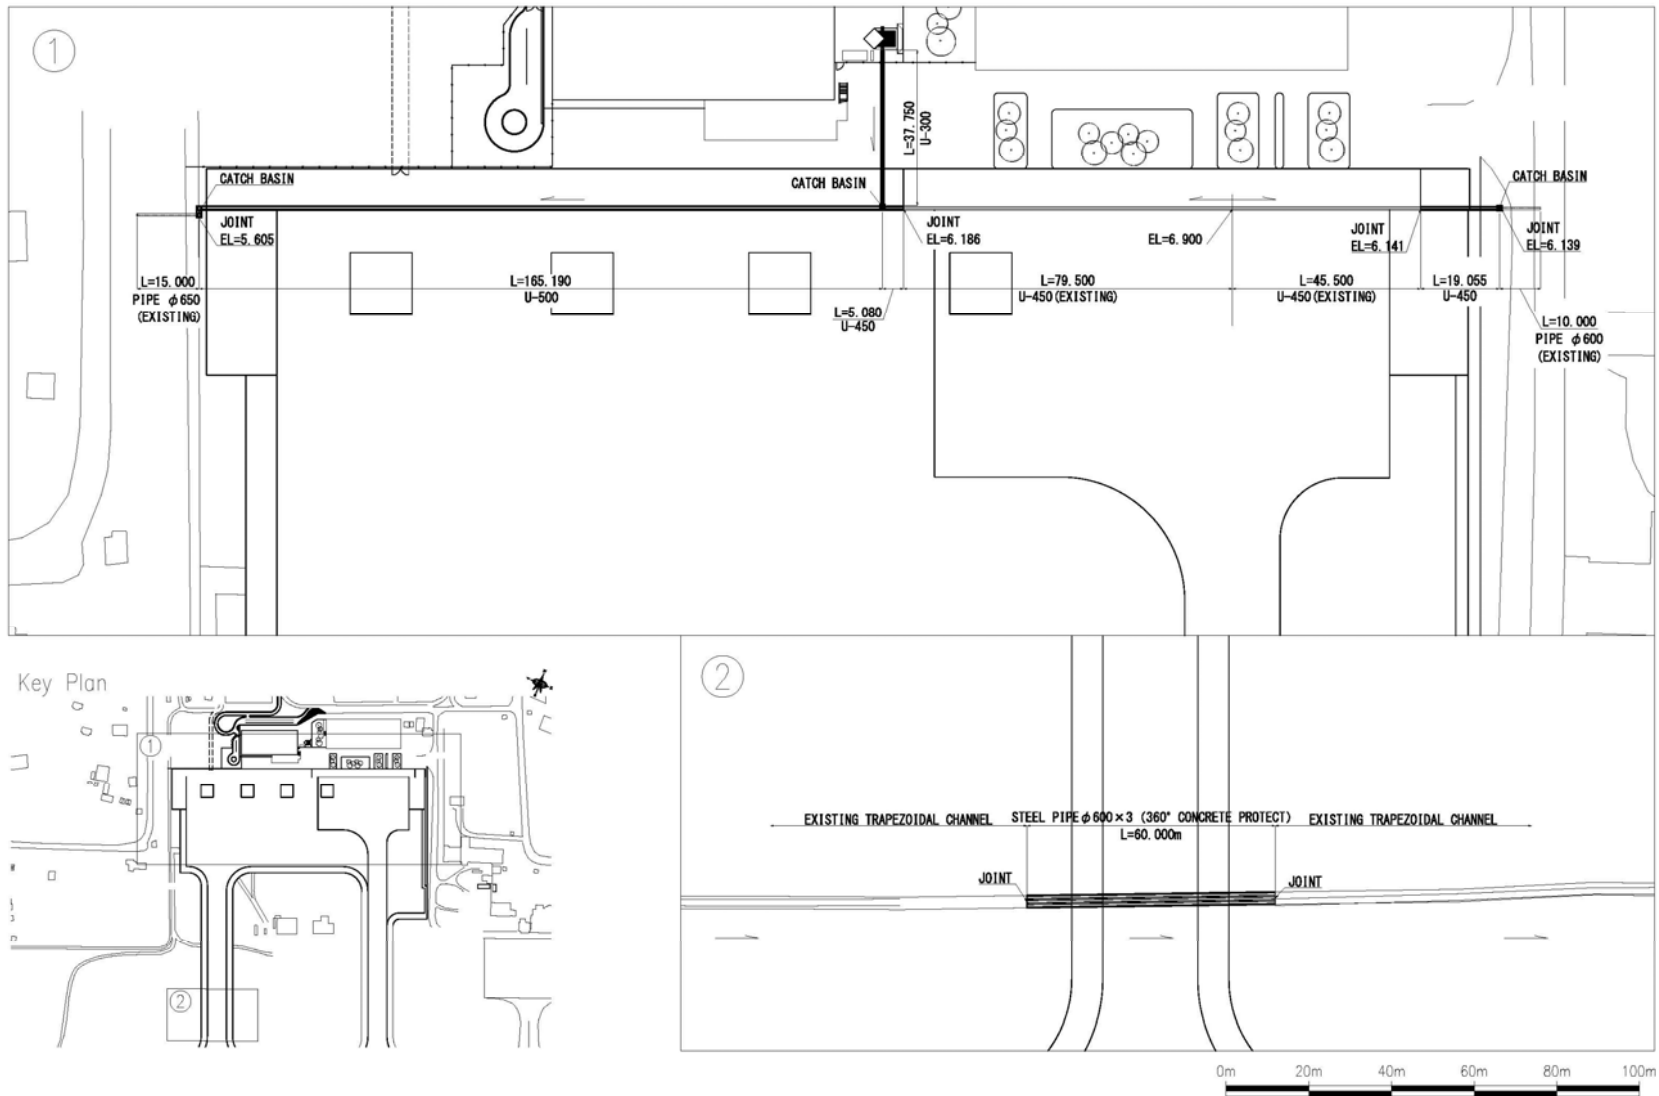 1
L=37.750
U-300
CATCH BASIN
CATCH BASIN
CATCH BASIN
JOINT
EL=5.605
JOINT
EL=6.186
EL=6.900
JOINT
EL=6.141
JOINT
EL=6.139
L=15.000
PIPE φ650
(EXISTING)
L=165.190
U-500
L=5.080
U-450
L=79.500
U-450(EXISTING)
L=45.500
U-450(EXISTING)
L=19.055
U-450
L=10.000
PIPE φ600
(EXISTING)
Key Plan
1
2
2
EXISTING TRAPEZOIDAL CHANNEL
STEEL PIPE φ600×3 (360° CONCRETE PROTECT)
L=60.000m
EXISTING TRAPEZOIDAL CHANNEL
JOINT
JOINT
0m 20m 40m 60m 80m 100m